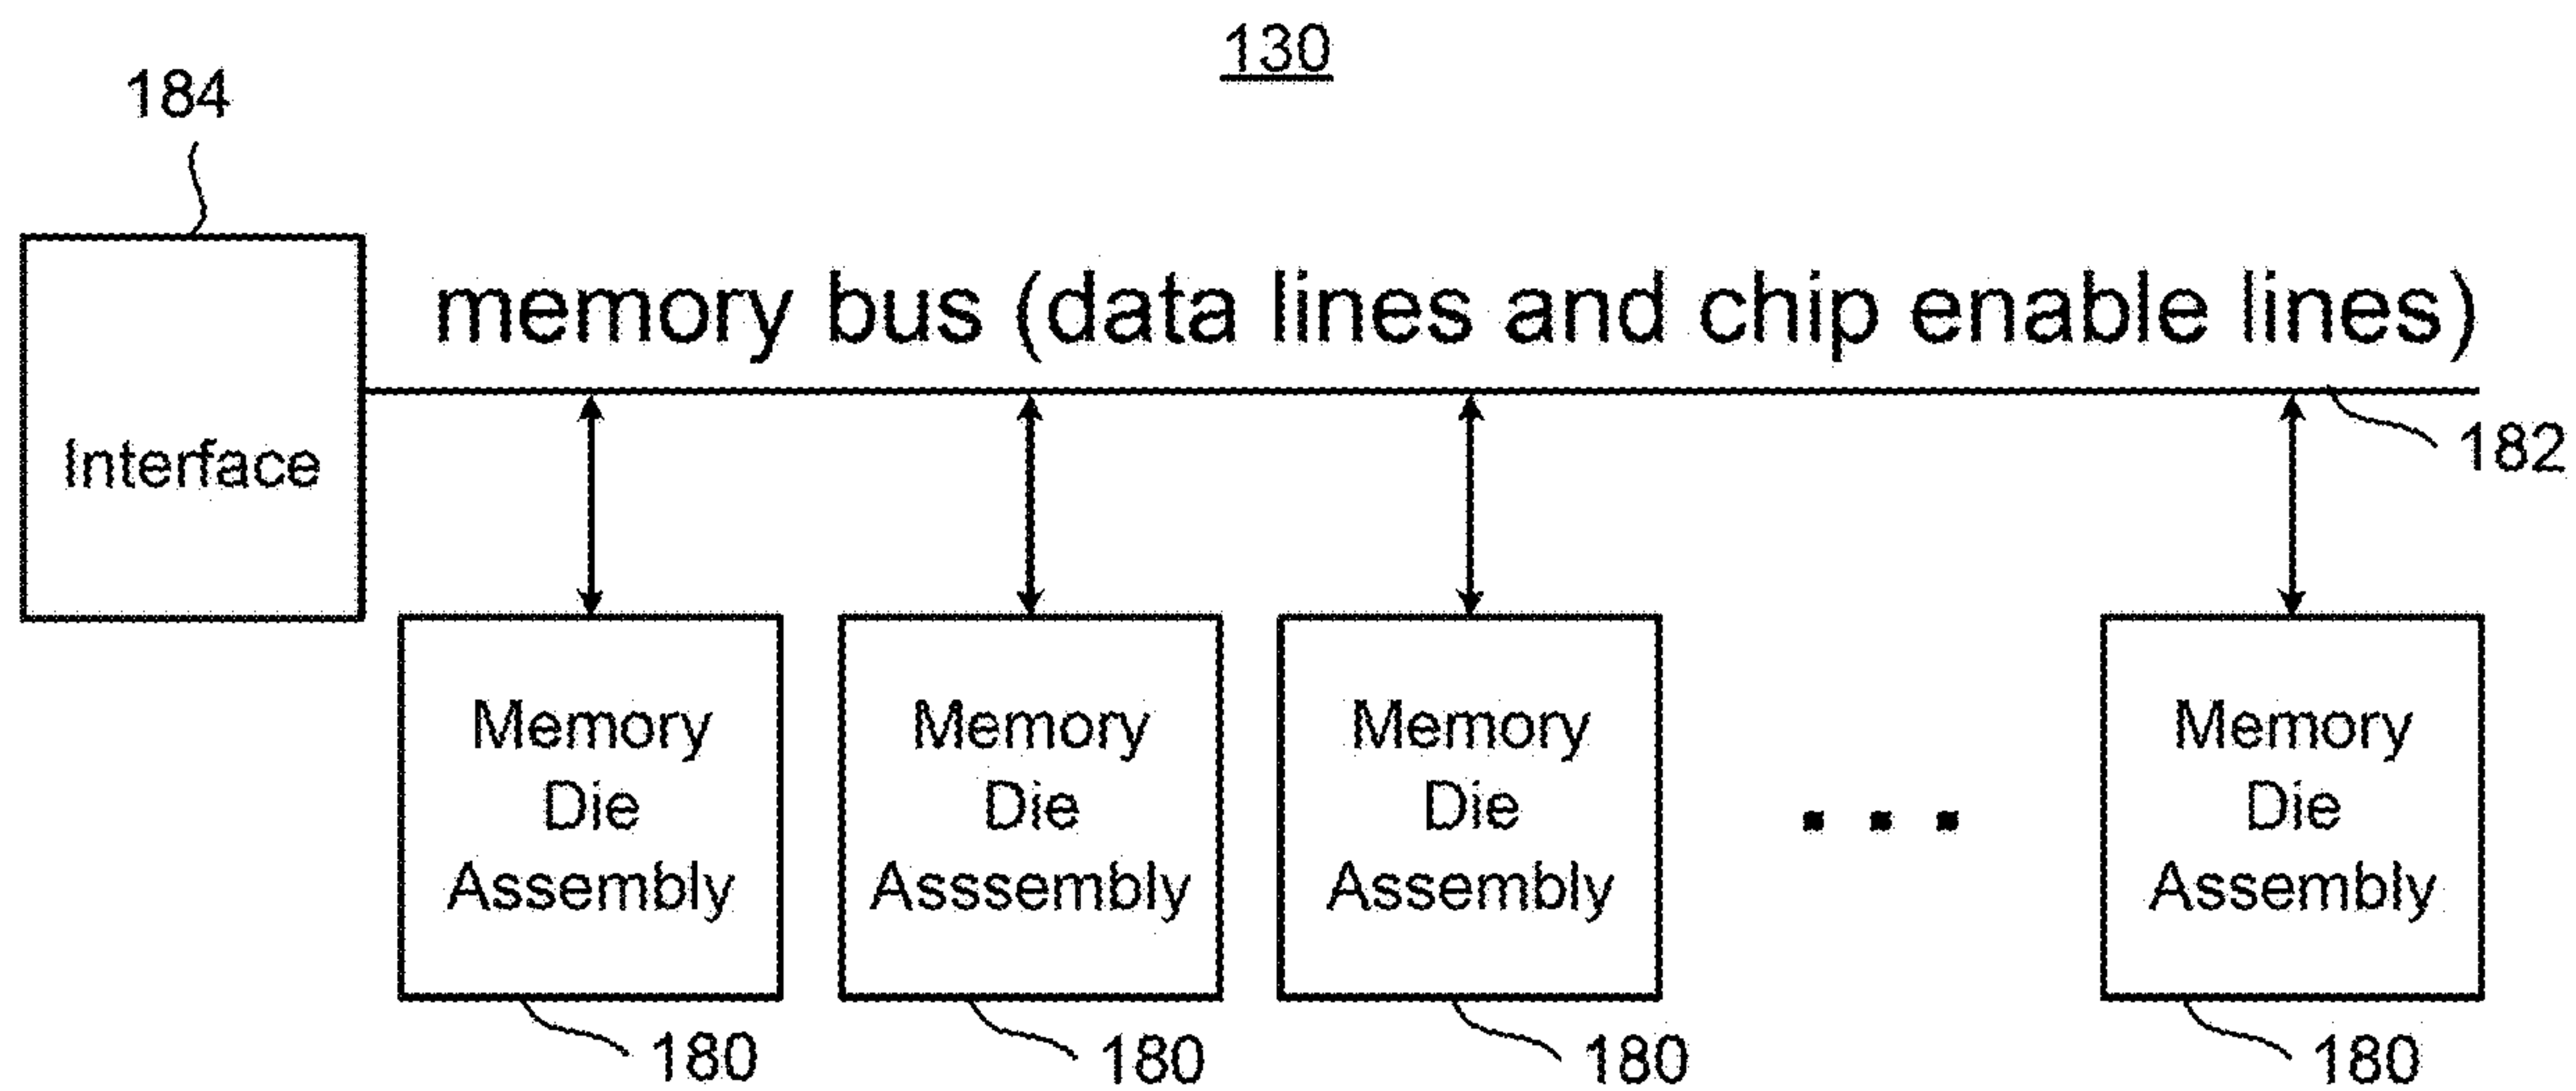 130
184
memory bus (data lines and chip enable lines)
Interface
182
Memory
Die
Assembly
Memory
Die
Asssembly
Memory
Die
Assembly
. . .
Memory
Die
Assembly
180
180
180
180